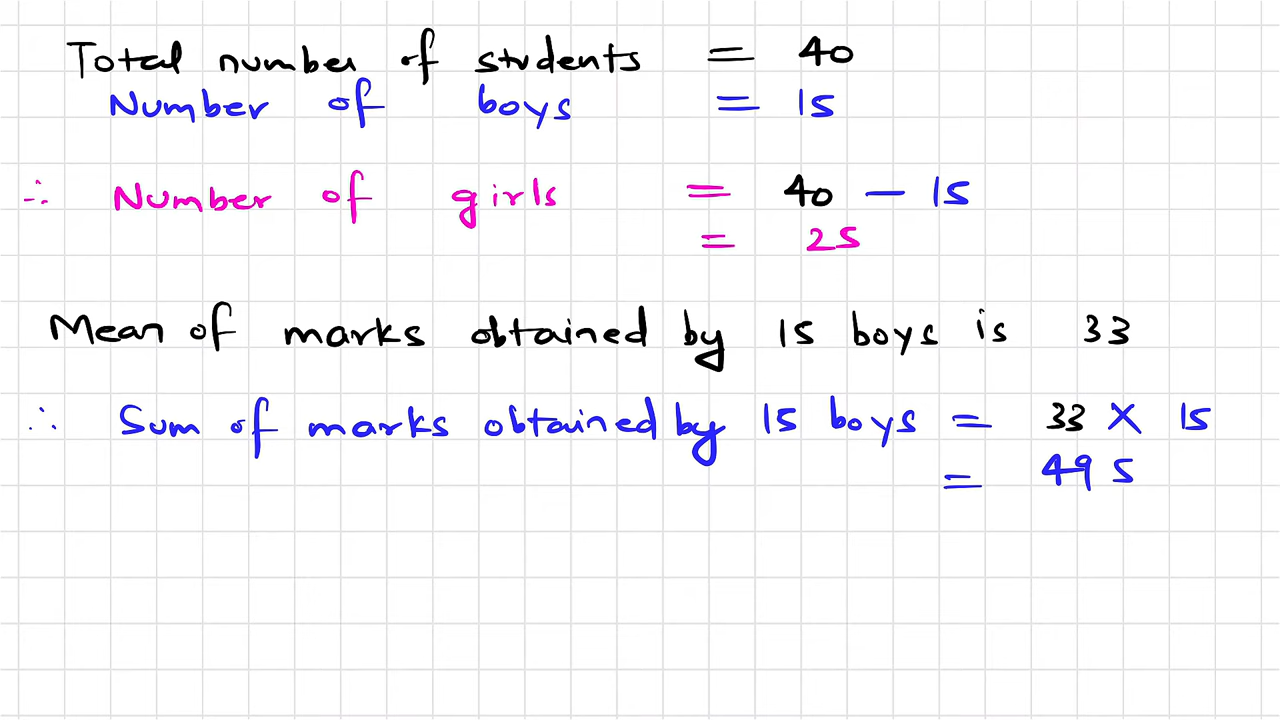 Total number of students = 40
Number of boys = 15
∴ Number of girls = 40 - 15
= 25
Mean of marks obtained by 15 boys is 33
∴ Sum of marks obtained by 15 boys = 33 × 15
= 495